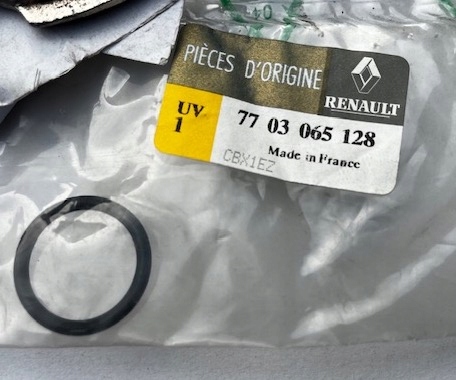 PIÈCES D'ORIGINE
RENAULT
UV
1
77 03 065 128
Made in France
CBX1EZ